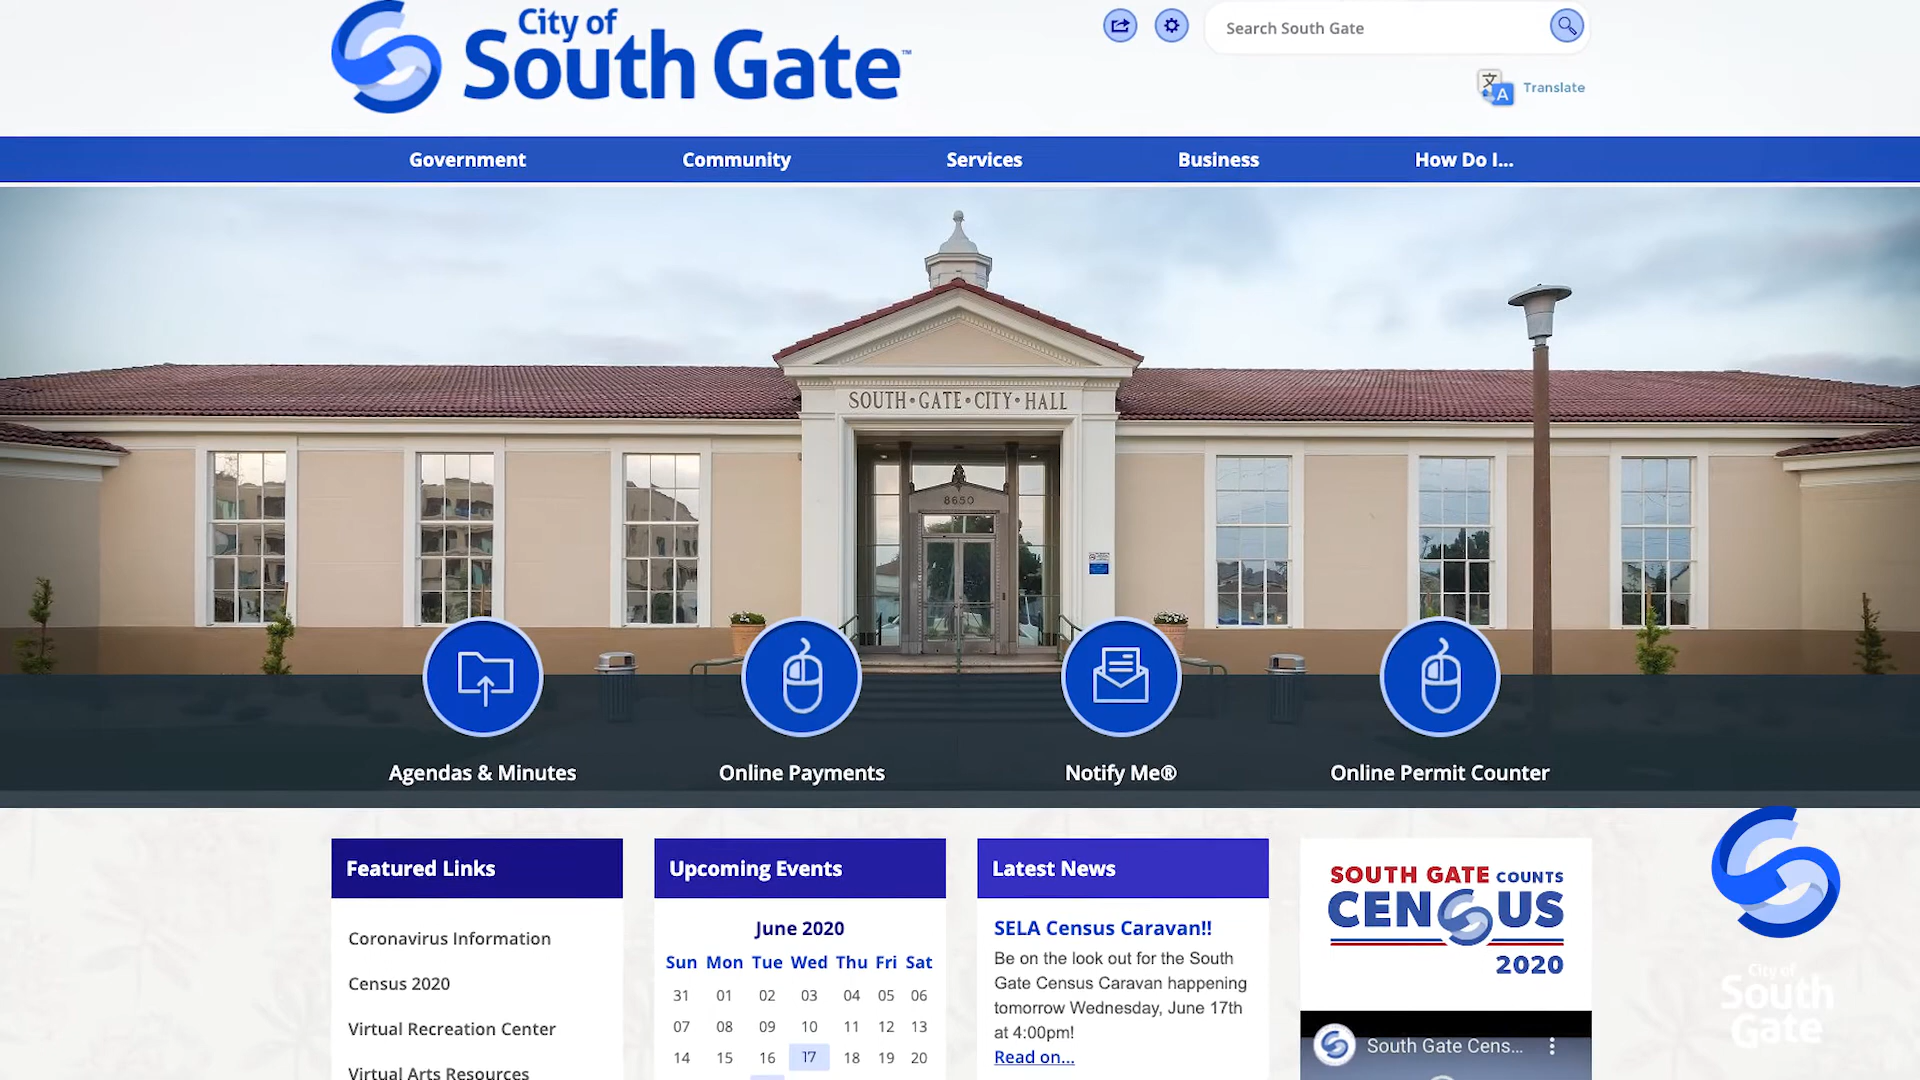 City of
South Gate™
Search South Gate
Translate
Government
Community
Services
Business
How Do I...
SOUTH•GATE•CITY•HALL
8650
Agendas & Minutes
Online Payments
Notify Me®
Online Permit Counter
Featured Links
Coronavirus Information
Census 2020
Virtual Recreation Center
Virtual Arts Resources
Upcoming Events
June 2020
Sun Mon Tue Wed Thu Fri Sat
31 01 02 03 04 05 06
07 08 09 10 11 12 13
14 15 16 17 18 19 20
Latest News
SELA Census Caravan!!
Be on the look out for the South
Gate Census Caravan happening
tomorrow Wednesday, June 17th
at 4:00pm!
Read on...
SOUTH GATE COUNTS
CENSUS
2020
South Gate Cens...
City of
South
Gate